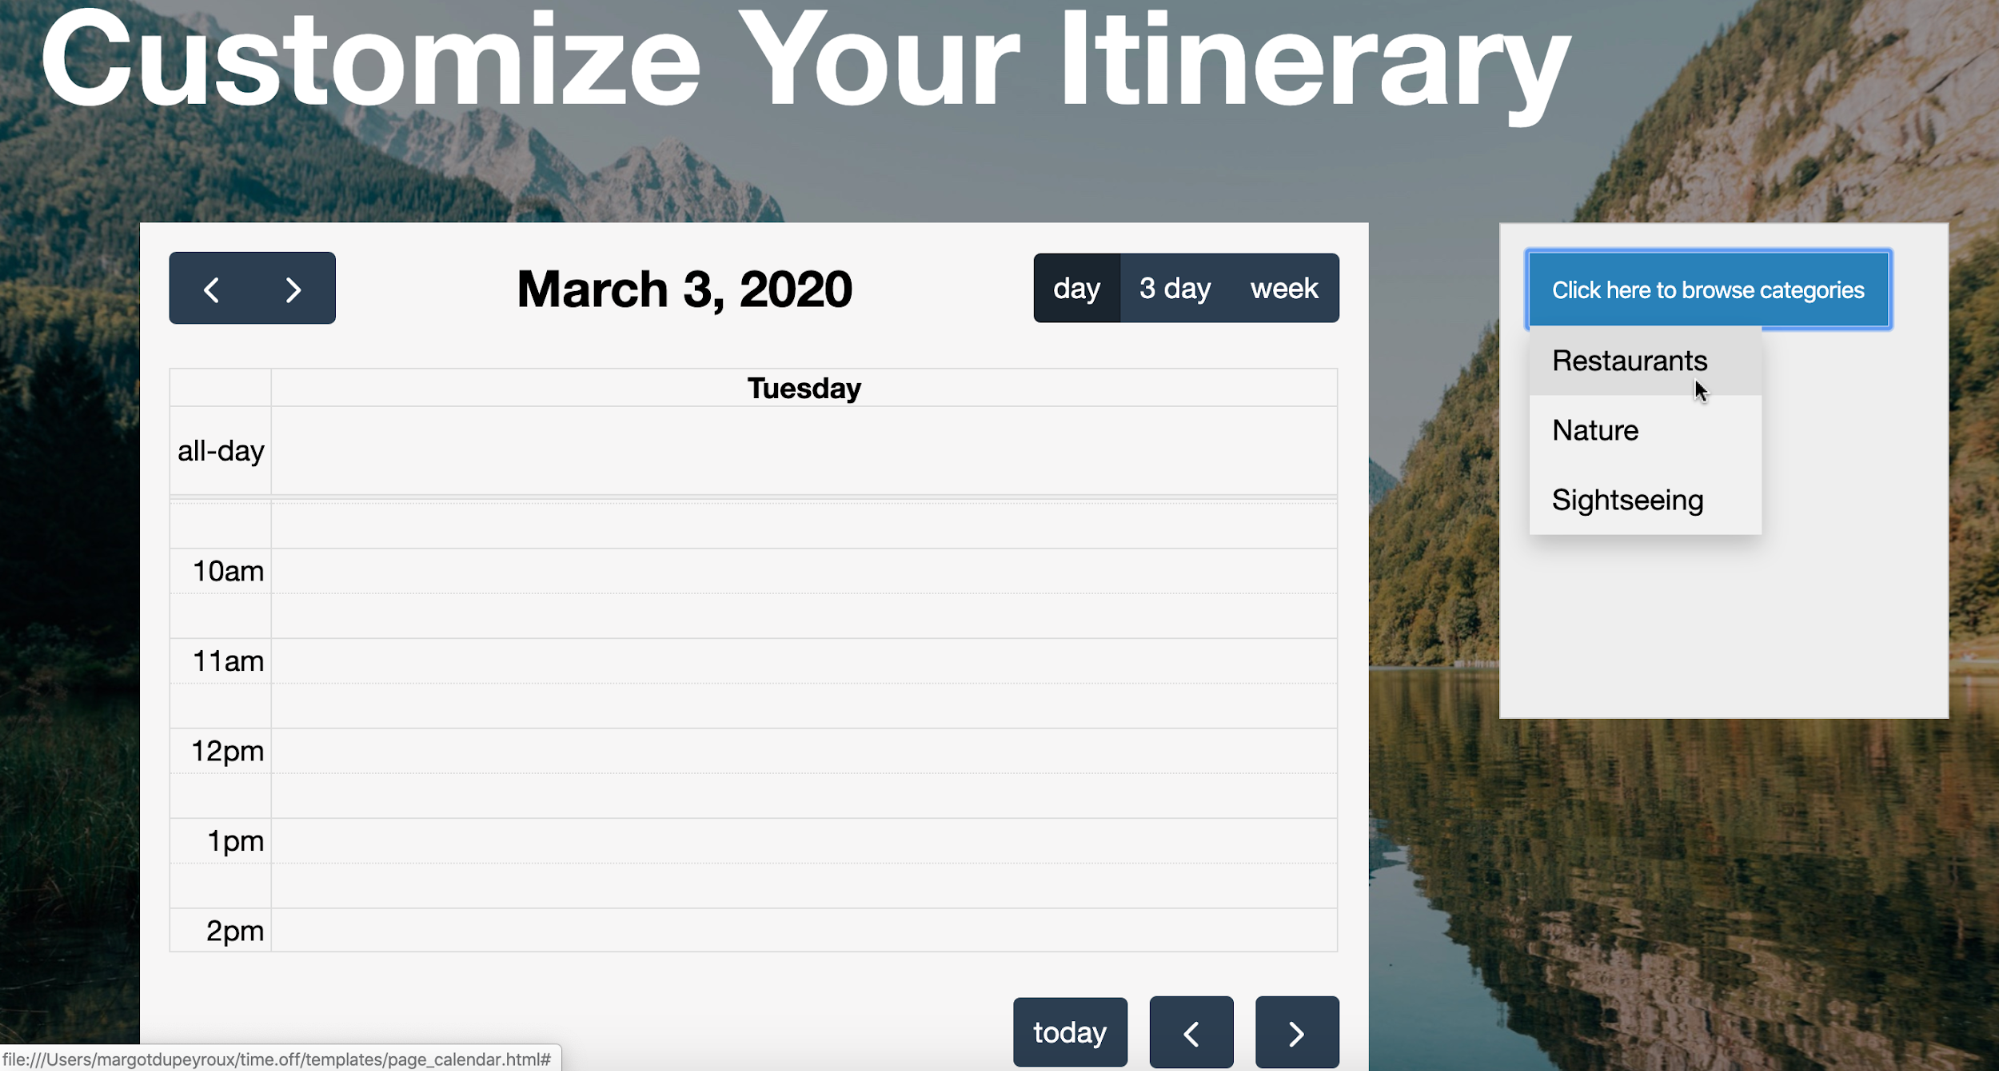 Customize Your Itinerary
March 3, 2020
day 3 day week
Click here to browse categories
Restaurants
Nature
Sightseeing
Tuesday
all-day
10am
11am
12pm
1pm
2pm
today
file:///Users/margotdupeyroux/time.off/templates/page_calendar.html#